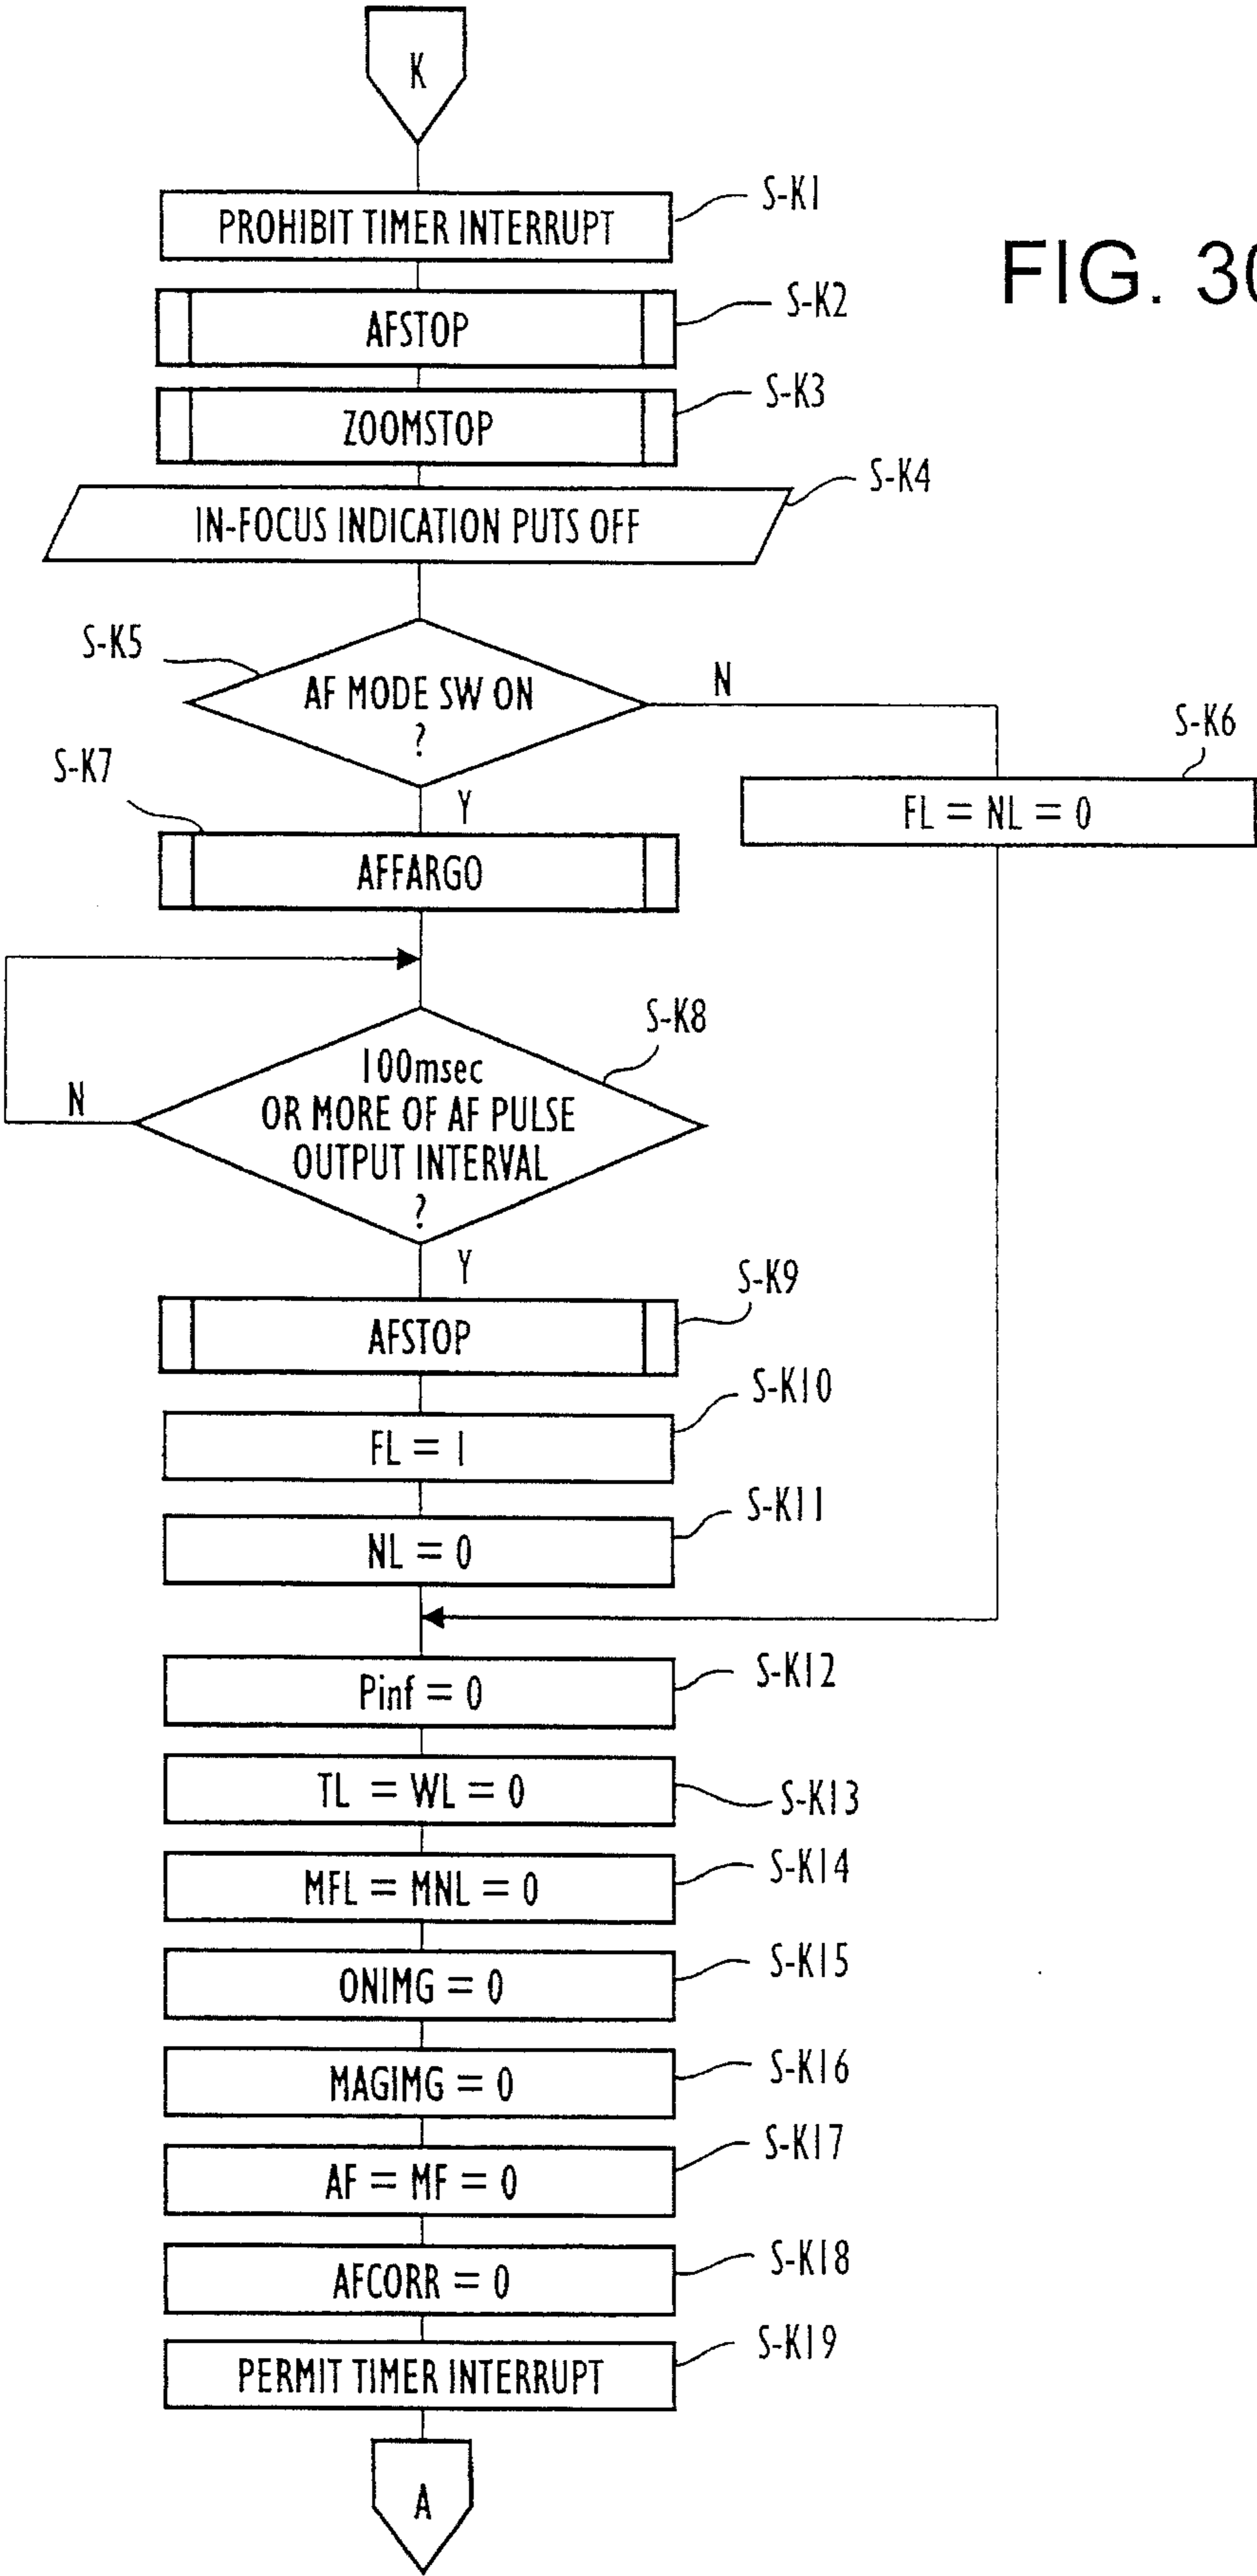 K
PROHIBIT TIMER INTERRUPT
S-K1
FIG. 30
AFSTOP
S-K2
ZOOMSTOP
S-K3
IN-FOCUS INDICATION PUTS OFF
S-K4
S-K5
AF MODE SW ON
?
N
Y
S-K6
FL = NL = 0
S-K7
AFFARGO
S-K8
100msec
OR MORE OF AF PULSE
OUTPUT INTERVAL
?
N
Y
AFSTOP
S-K9
FL = 1
S-K10
NL = 0
S-K11
Pinf = 0
S-K12
TL = WL = 0
S-K13
MFL = MNL = 0
S-K14
ONIMG = 0
S-K15
MAGIMG = 0
S-K16
AF = MF = 0
S-K17
AFCORR = 0
S-K18
PERMIT TIMER INTERRUPT
S-K19
A